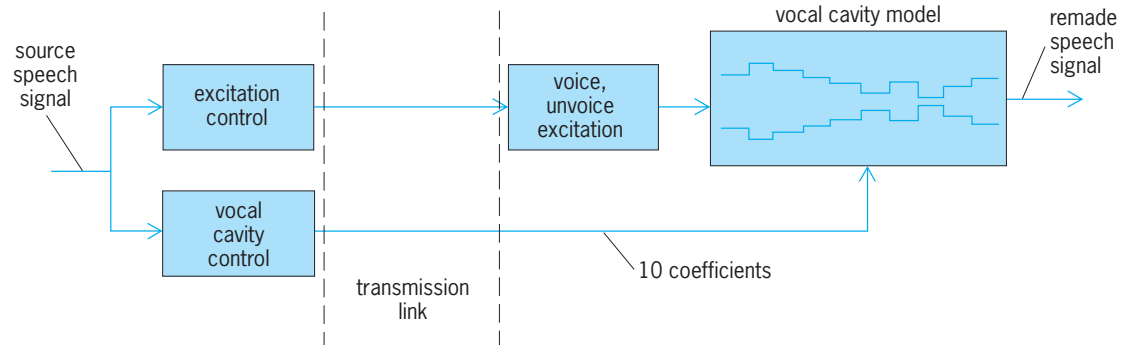 source
speech
signal
excitation
control
vocal
cavity
control
transmission
link
voice,
unvoice
excitation
10 coefficients
vocal cavity model
remade
speech
signal